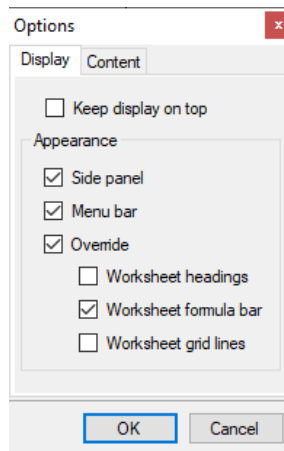 Options
x
Display Content
Keep display on top
Appearance
Side panel
Menu bar
Override
Worksheet headings
Worksheet formula bar
Worksheet grid lines
OK Cancel